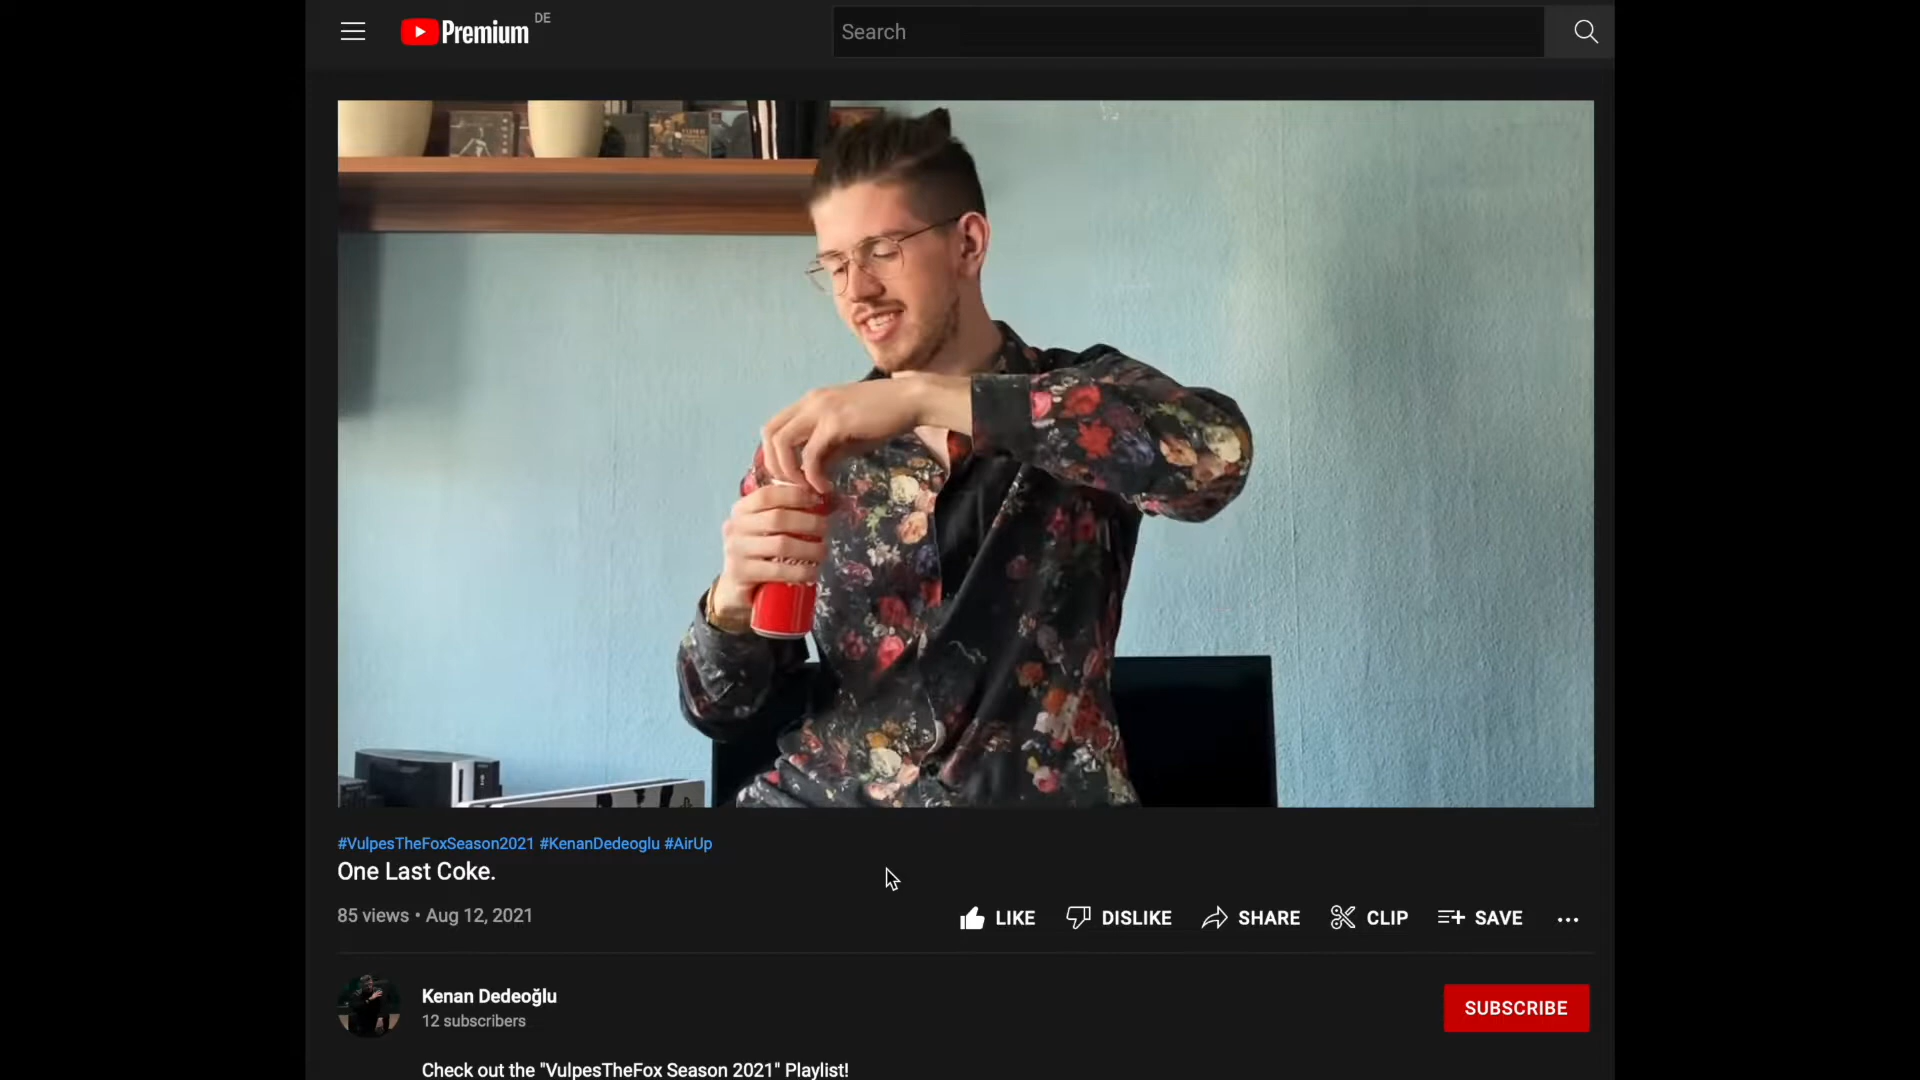 Premium DE
Search
#VulpesTheFoxSeason2021 #KenanDedeoglu #AirUp
One Last Coke.
85 views • Aug 12, 2021
LIKE DISLIKE SHARE CLIP SAVE ...
Kenan Dedeoğlu
12 subscribers
SUBSCRIBE
Check out the "VulpesTheFox Season 2021" Playlist!